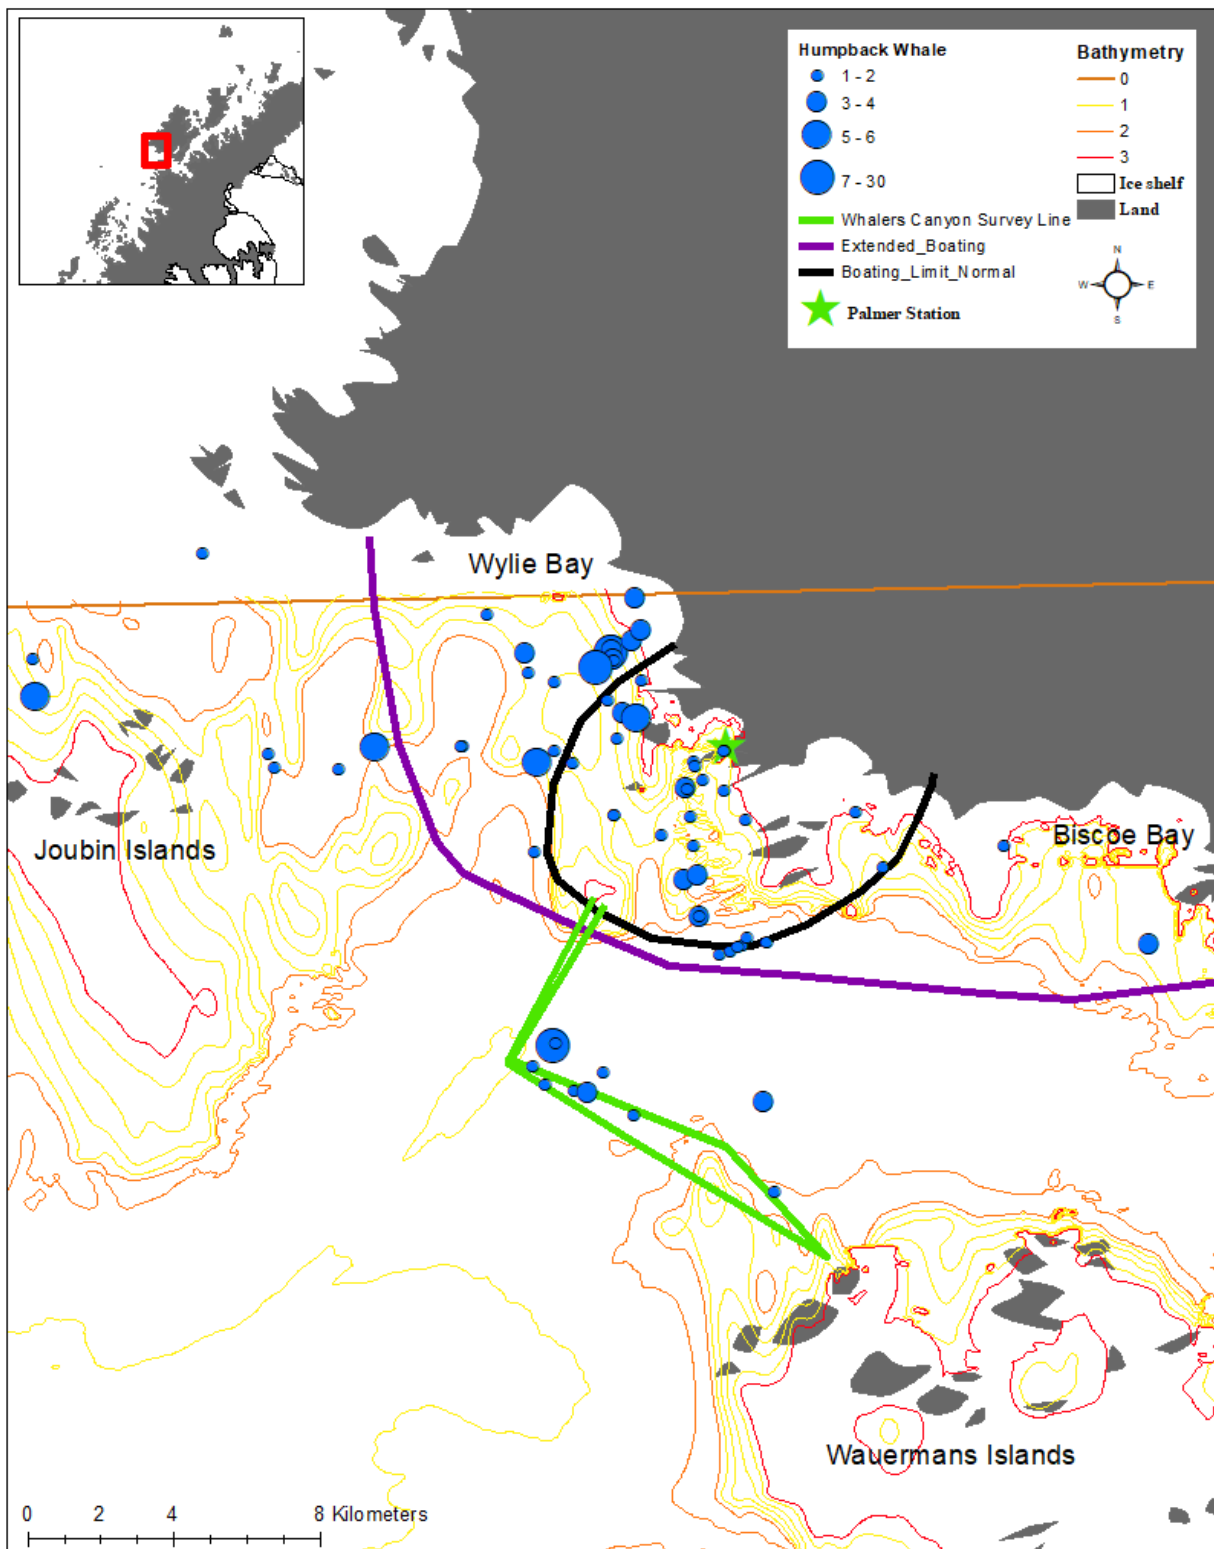 Humpback Whale
1 - 2
3 - 4
5 - 6
7 - 30
Whalers Canyon Survey Line
Extended_Boating
Boating_Limit_Normal
Palmer Station
Bathymetry
0
1
2
3
Ice shelf
Land
N
W E
S
Wylie Bay
Joubin Islands
Biscoe Bay
Wauermans Islands
0 2 4 8 Kilometers